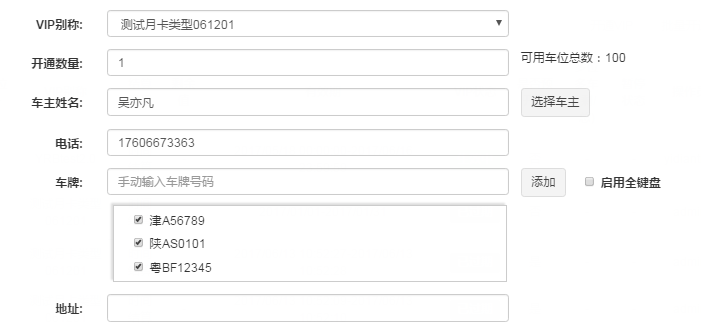 VIP别称: 测试月卡类型061201
开通数量: 1 可用车位总数：100
车主姓名: 吴亦凡 选择车主
电话: 17606673363
车牌: 手动输入车牌号码 添加 启用全键盘
津A56789
陕AS0101
粤BF12345
地址: